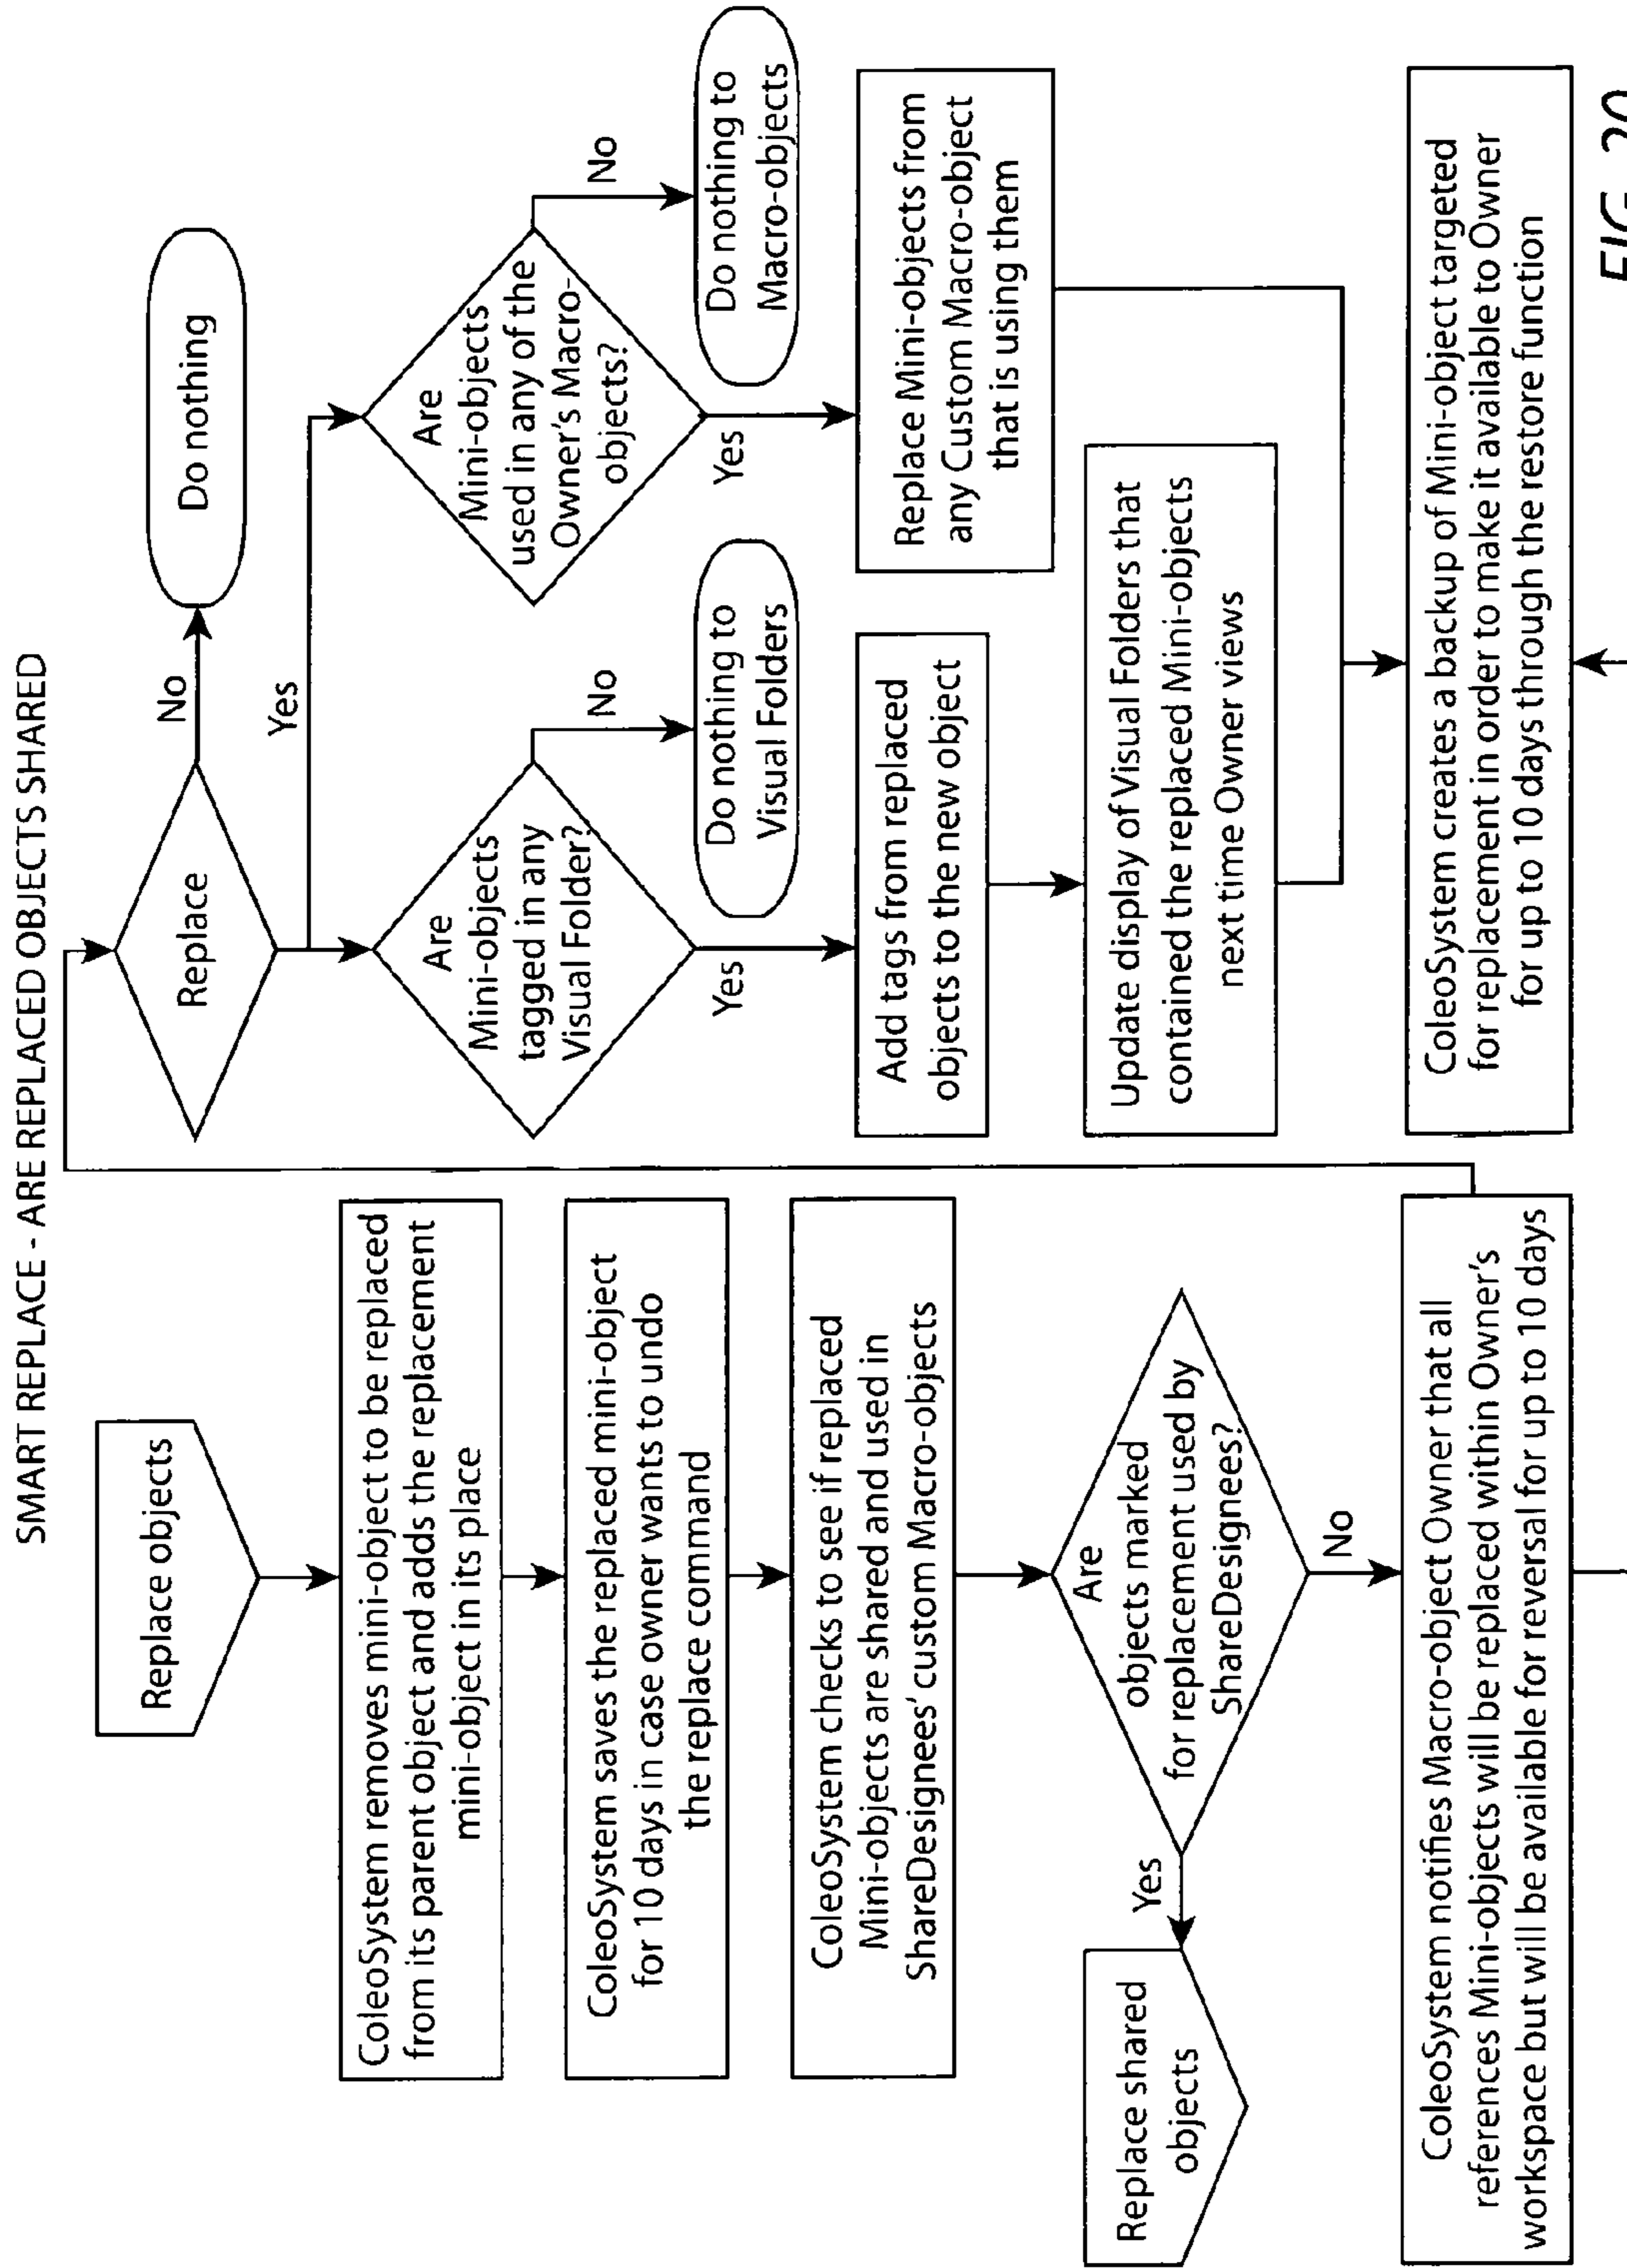 SMART REPLACE - ARE REPLACED OBJECTS SHARED
Replace objects
ColeoSystem removes mini-object to be replaced
from its parent object and adds the replacement
mini-object in its place
ColeoSystem saves the replaced mini-object
for 10 days in case owner wants to undo
the replace command
ColeoSystem checks to see if replaced
Mini-objects are shared and used in
ShareDesignees' custom Macro-objects
Are
objects marked
for replacement used by
ShareDesignees?
Yes
Replace shared
objects
No
ColeoSystem notifies Macro-object Owner that all
references Mini-objects will be replaced within Owner's
workspace but will be available for reversal for up to 10 days
Replace
No
Do nothing
Yes
Are
Mini-objects
tagged in any
Visual Folder?
No
Do nothing to
Visual Folders
Yes
Add tags from replaced
objects to the new object
Update display of Visual Folders that
contained the replaced Mini-objects
next time Owner views
Are
Mini-objects
used in any of the
Owner's Macro-
objects?
No
Do nothing to
Macro-objects
Yes
Replace Mini-objects from
any Custom Macro-object
that is using them
ColeoSystem creates a backup of Mini-object targeted
for replacement in order to make it available to Owner
for up to 10 days through the restore function
FIG. 20